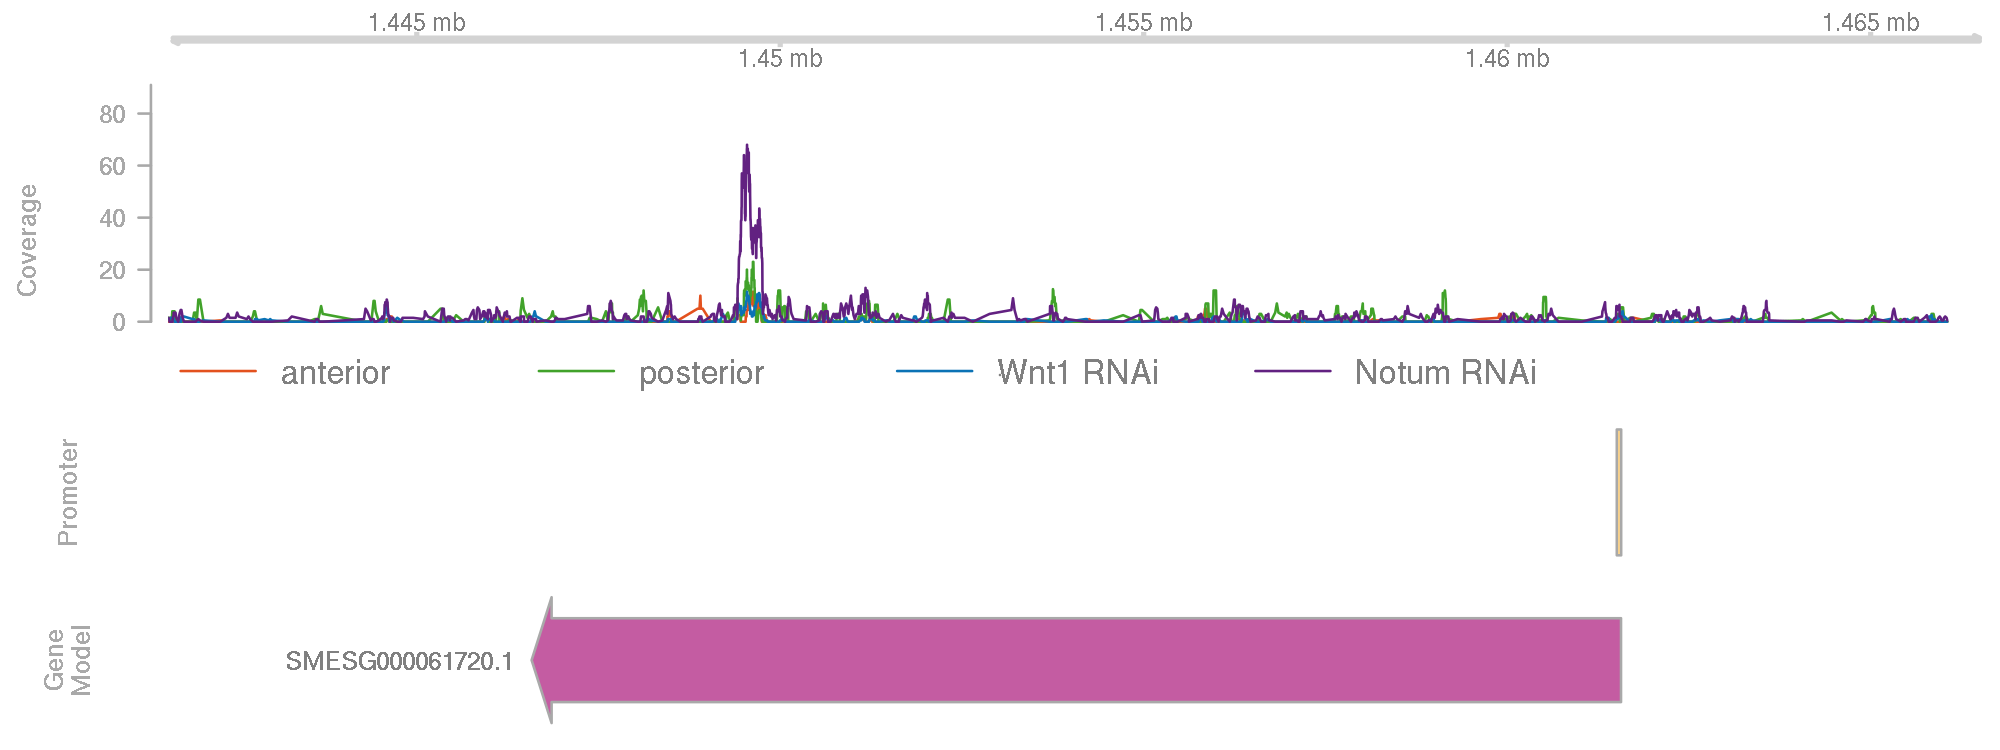 1.445 mb
1.455 mb
1.465 mb
1.45 mb
1.46 mb
Coverage
80
60
40
20
0
anterior
posterior
Wnt1 RNAi
Notum RNAi
Promoter
Gene
Model
SMESG000061720.1